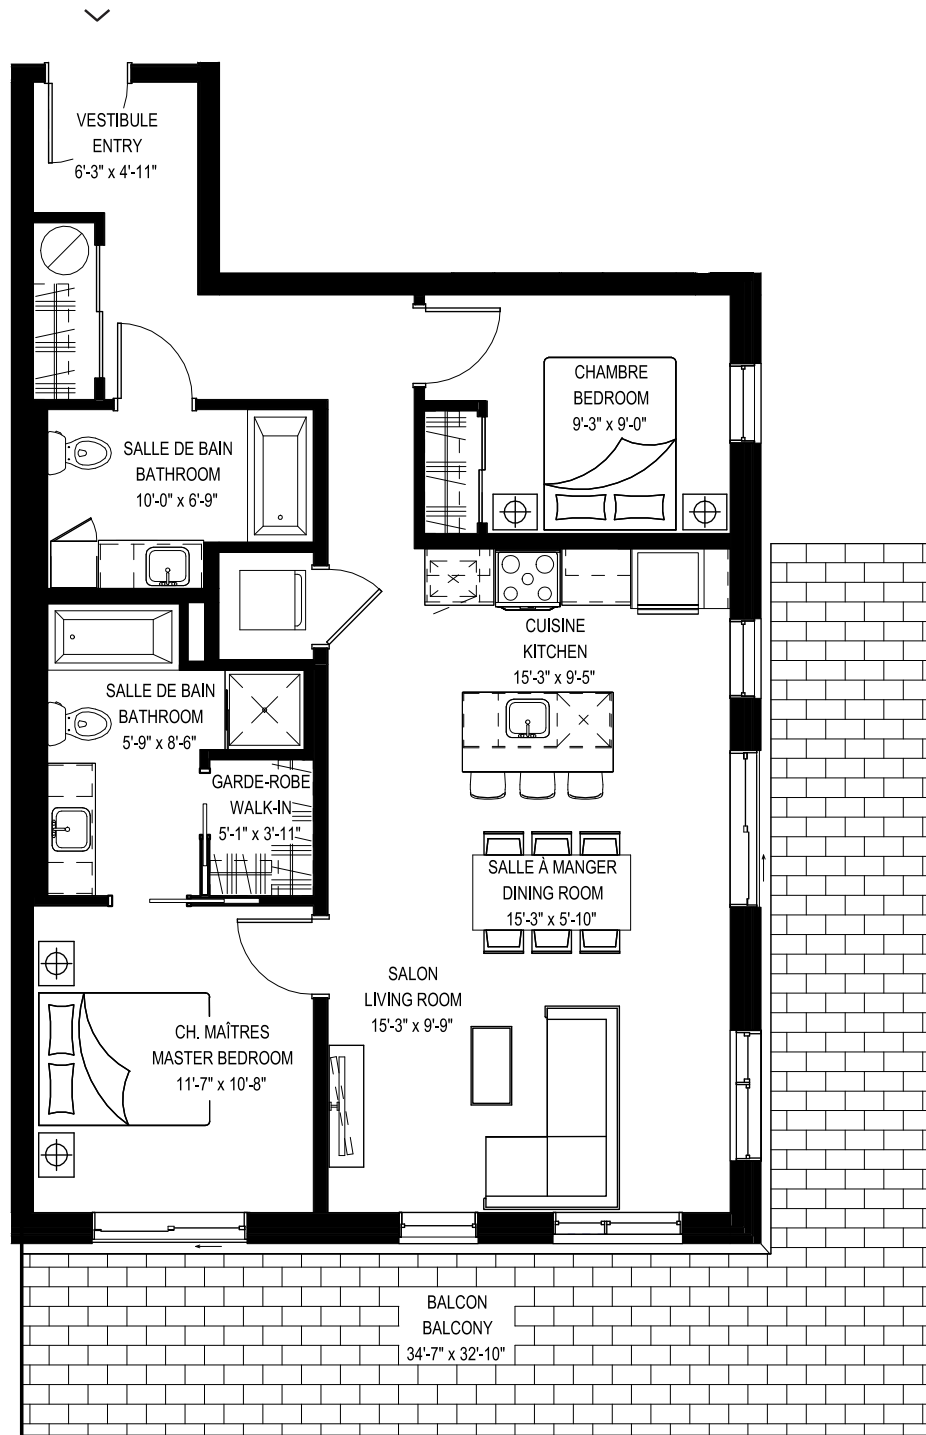 VESTIBULE
ENTRY
6'-3" x 4'-11"
CHAMBRE
BEDROOM
9'-3" x 9'-0"
SALLE DE BAIN
BATHROOM
10'-0" x 6'-9"
CUISINE
KITCHEN
15'-3" x 9'-5"
SALLE DE BAIN
BATHROOM
5'-9" x 8'-6"
GARDE-ROBE
WALK-IN
5'-1" x 3'-11"
SALLE À MANGER
DINING ROOM
15'-3" x 5'-10"
SALON
LIVING ROOM
15'-3" x 9'-9"
CH. MAÎTRES
MASTER BEDROOM
11'-7" x 10'-8"
BALCON
BALCONY
34'-7" x 32'-10"